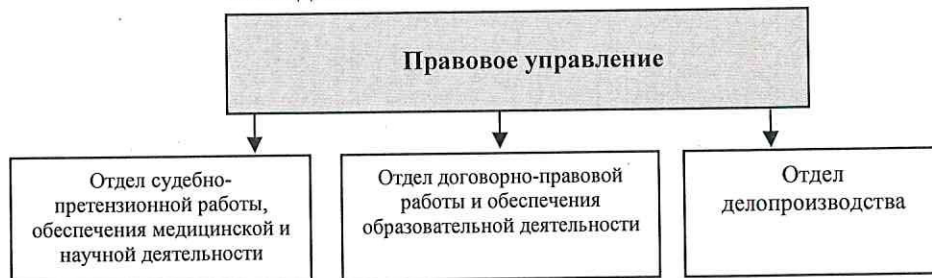 Правовое управление
Отдел судебно-
претензионной работы,
обеспечения медицинской и
научной деятельности
Отдел договорно-правовой
работы и обеспечения
образовательной деятельности
Отдел
делопроизводства